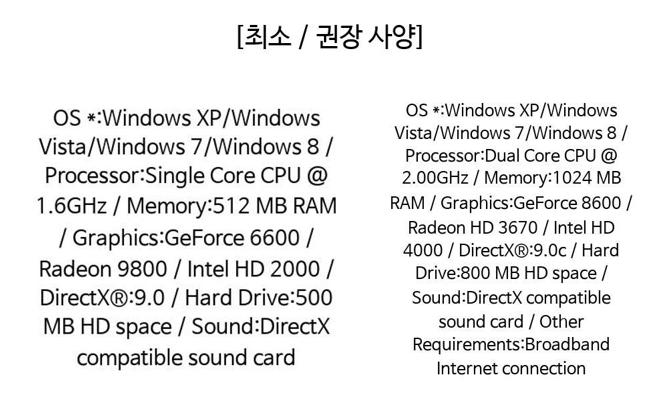 [최소 / 권장 사양]
OS *:Windows XP/Windows
Vista/Windows 7/Windows 8 /
Processor:Single Core CPU @
1.6GHz / Memory:512 MB RAM
/ Graphics:GeForce 6600 /
Radeon 9800 / Intel HD 2000 /
DirectX®:9.0 / Hard Drive:500
MB HD space / Sound:DirectX
compatible sound card
OS *:Windows XP/Windows
Vista/Windows 7/Windows 8 /
Processor:Dual Core CPU @
2.00GHz / Memory:1024 MB
RAM / Graphics:GeForce 8600 /
Radeon HD 3670 / Intel HD
4000 / DirectX®:9.0c / Hard
Drive:800 MB HD space /
Sound:DirectX compatible
sound card / Other
Requirements:Broadband
Internet connection